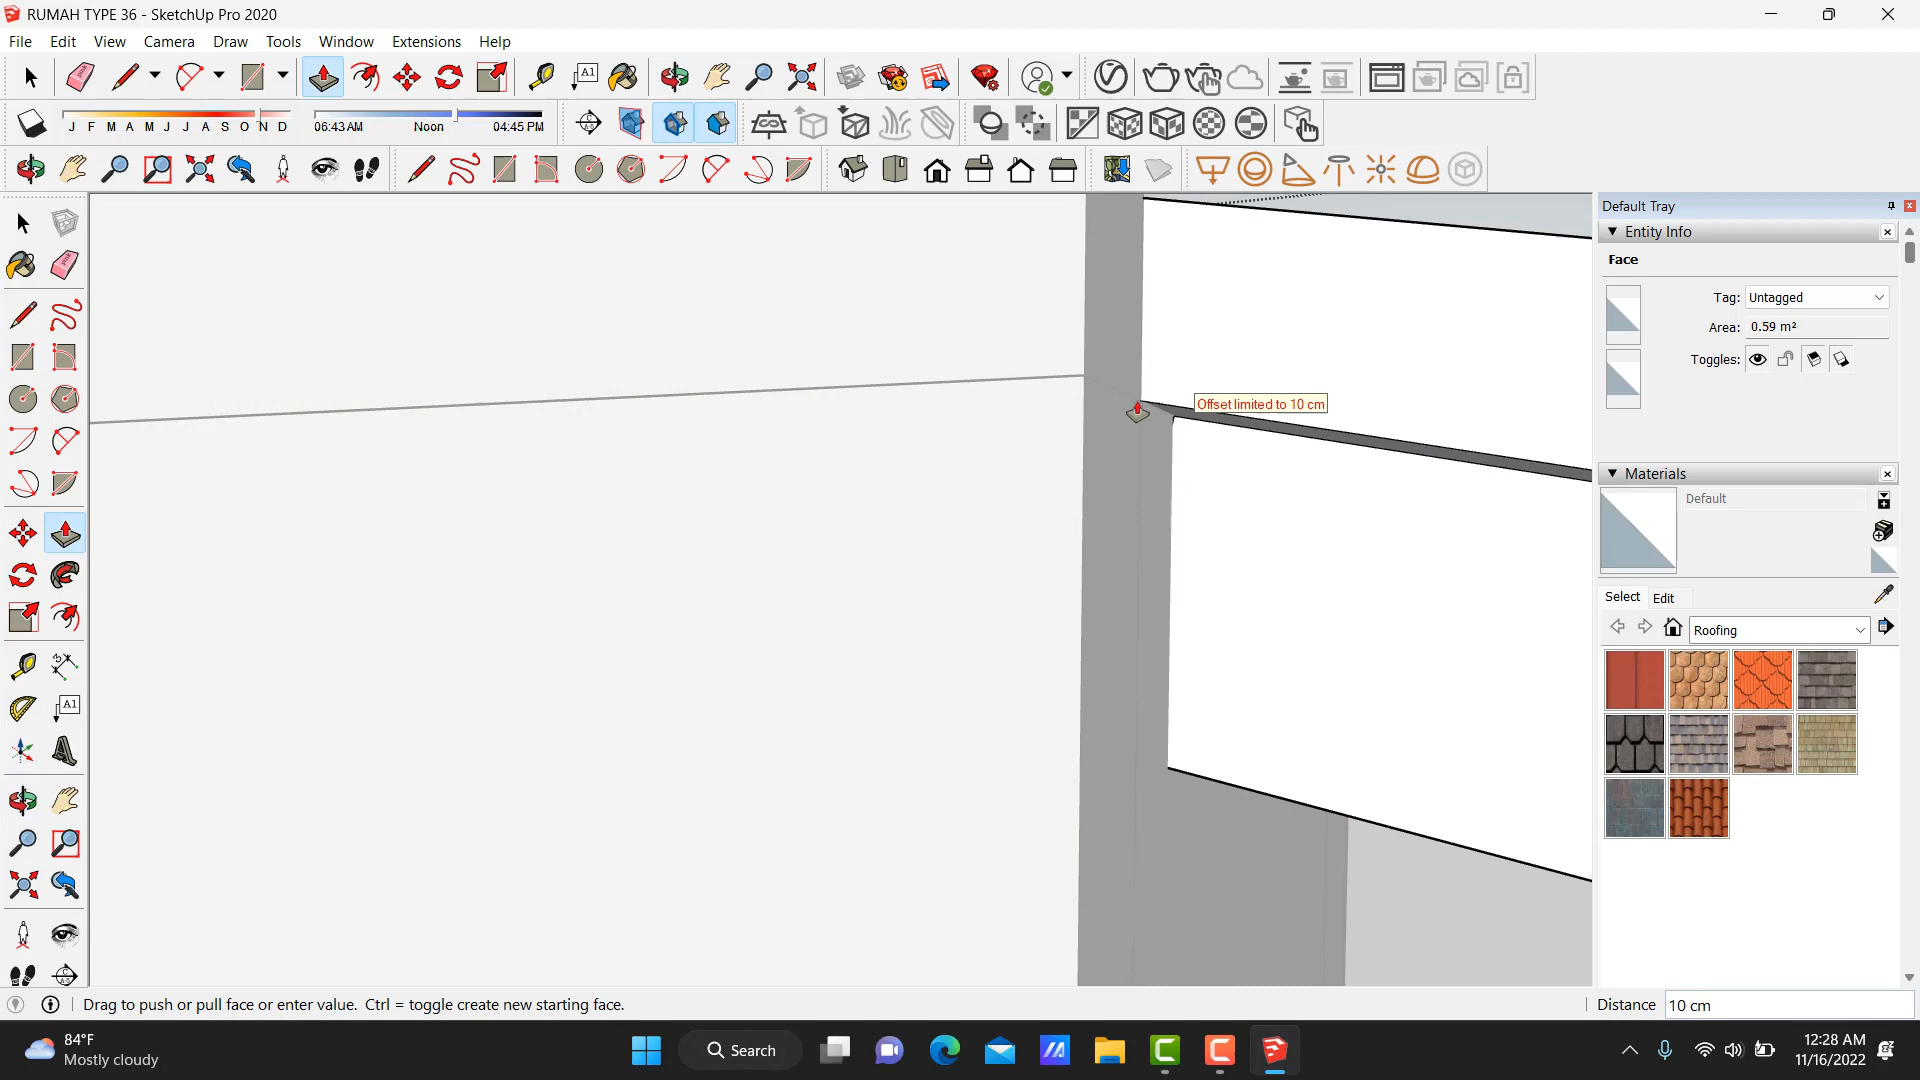 RUMAH TYPE 36 - SketchUp Pro 2020
File Edit View Camera Draw Tools Window Extensions Help
A1
J F M A M J J A S O N D
06:43 AM Noon 04:45 PM
Default Tray
Entity Info
Face
Tag: Untagged
Area: 0.59 m²
Toggles:
Offset limited to 10 cm
Materials
Default
Select Edit
Roofing
A1
Drag to push or pull face or enter value. Ctrl = toggle create new starting face.
Distance 10 cm
84°F
Mostly cloudy
Search
12:28 AM
11/16/2022